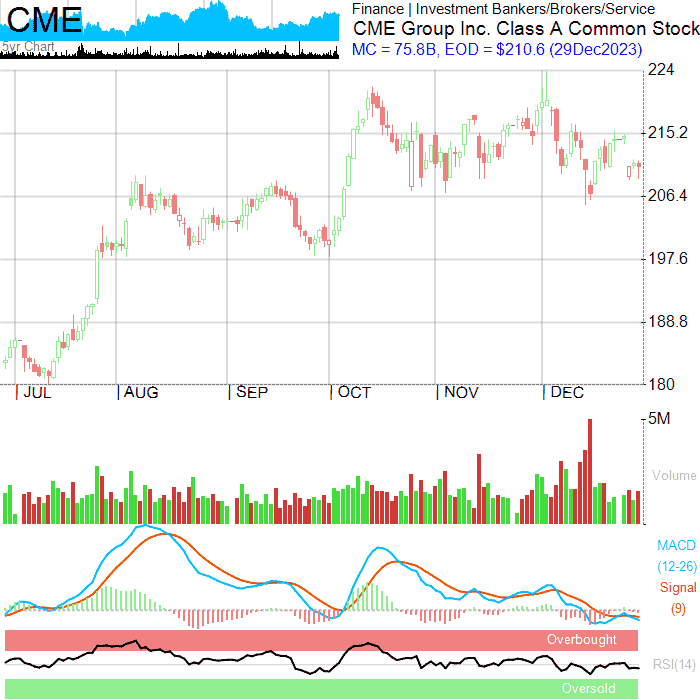 CME
5yr Chart
Finance | Investment Bankers/Brokers/Service
CME Group Inc. Class A Common Stock
MC = 75.8B, EOD = $210.6 (29Dec2023)
224
215.2
206.4
197.6
188.8
180
JUL AUG SEP OCT NOV DEC
5M
Volume
MACD
(12-26)
Signal
(9)
Overbought
RSI(14)
Oversold